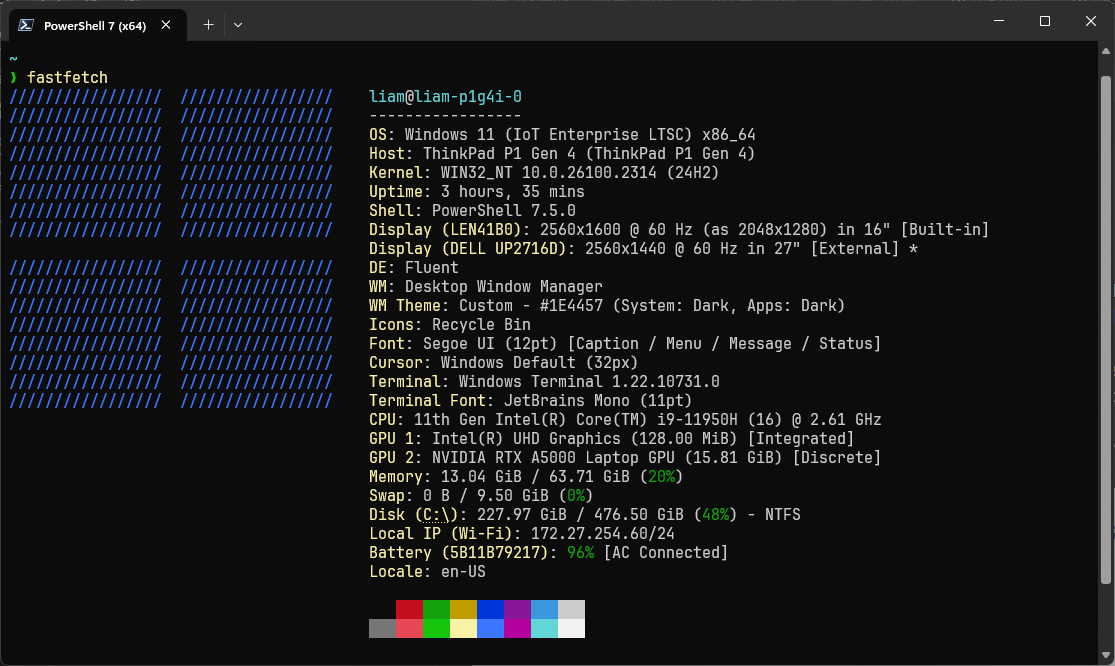 PowerShell 7 (x64)
~
❯ fastfetch
///////////////// ///////////////// liam@liam-p1g4i-0
///////////////// ///////////////// -----------------
///////////////// ///////////////// OS: Windows 11 (IoT Enterprise LTSC) x86_64
///////////////// ///////////////// Host: ThinkPad P1 Gen 4 (ThinkPad P1 Gen 4)
///////////////// ///////////////// Kernel: WIN32_NT 10.0.26100.2314 (24H2)
///////////////// ///////////////// Uptime: 3 hours, 35 mins
///////////////// ///////////////// Shell: PowerShell 7.5.0
///////////////// ///////////////// Display (LEN41B0): 2560x1600 @ 60 Hz (as 2048x1280) in 16" [Built-in]
Display (DELL UP2716D): 2560x1440 @ 60 Hz in 27" [External] *
///////////////// ///////////////// DE: Fluent
///////////////// ///////////////// WM: Desktop Window Manager
///////////////// ///////////////// WM Theme: Custom - #1E4457 (System: Dark, Apps: Dark)
///////////////// ///////////////// Icons: Recycle Bin
///////////////// ///////////////// Font: Segoe UI (12pt) [Caption / Menu / Message / Status]
///////////////// ///////////////// Cursor: Windows Default (32px)
///////////////// ///////////////// Terminal: Windows Terminal 1.22.10731.0
///////////////// ///////////////// Terminal Font: JetBrains Mono (11pt)
CPU: 11th Gen Intel(R) Core(TM) i9-11950H (16) @ 2.61 GHz
GPU 1: Intel(R) UHD Graphics (128.00 MiB) [Integrated]
GPU 2: NVIDIA RTX A5000 Laptop GPU (15.81 GiB) [Discrete]
Memory: 13.04 GiB / 63.71 GiB (20%)
Swap: 0 B / 9.50 GiB (0%)
Disk (C:\): 227.97 GiB / 476.50 GiB (48%) - NTFS
Local IP (Wi-Fi): 172.27.254.60/24
Battery (5B11B79217): 96% [AC Connected]
Locale: en-US